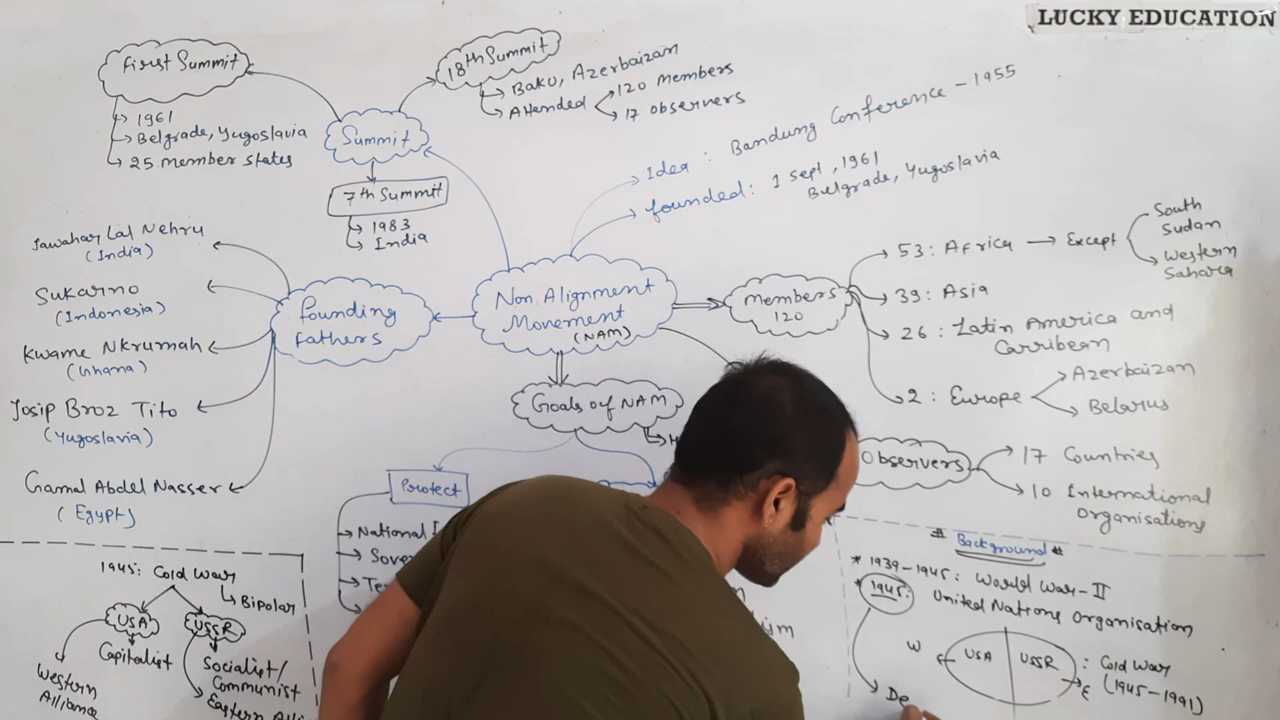 LUCKY EDUCATION
First Summit
1961
Belgrade, Yugoslavia
25 member states
Summit
18th Summit
Baku, Azerbaizan
Attended
120 Members
17 observers
7th Summit
1983
India
Idea : Bandung Conference - 1955
founded: 1 sept, 1961
Belgrade, Yugoslavia
Jawahar Lal Nehru
(India)
Sukarno
(Indonesia)
Kwame Nkrumah
(Ghana)
Josip Broz Tito
(Yugoslavia)
Gamal Abdel Nasser
(Egypt)
founding
fathers
Non Alignment
Movement
(NAM)
Members
120
53 : Africa
Except
South
Sudan
Western
Sahara
39 : Asia
26 : Latin America and
Carribean
2 : Europe
Azerbaizan
Belarus
Observers
17 Countries
10 International
Organisations
Goals of NAM
Protect
National
1945: Cold War
Bipolar
USA
USSR
Capitalist
Socialist/
Communist
Western
Alliance
Eastern
# Background #
* 1939-1945: World War-II
* 1945: United Nations Organisation
W
USA
USSR
E
: Cold War
(1945-1991)
De